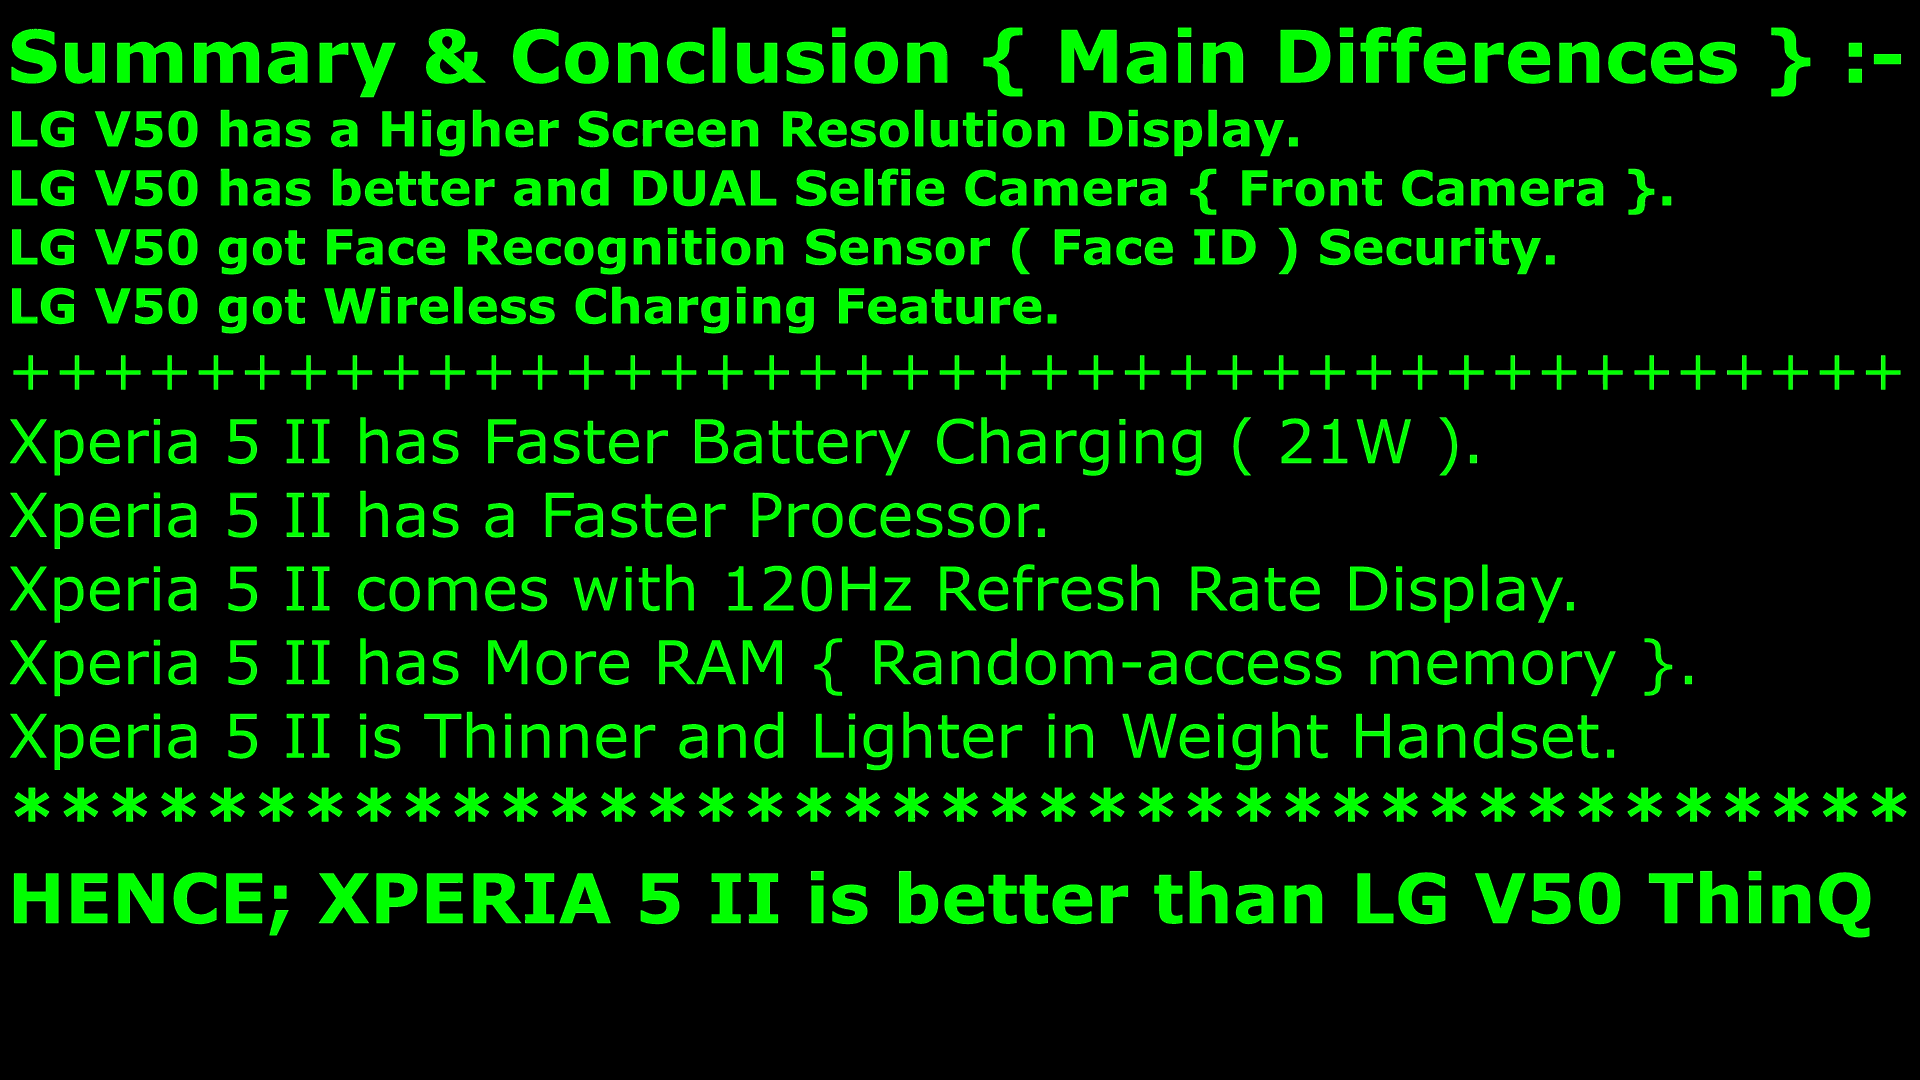 Summary & Conclusion { Main Differences } :-
LG V50 has a Higher Screen Resolution Display.
LG V50 has better and DUAL Selfie Camera { Front Camera }.
LG V50 got Face Recognition Sensor ( Face ID ) Security.
LG V50 got Wireless Charging Feature.
+++++++++++++++++++++++++++++++++++++++++
Xperia 5 II has Faster Battery Charging ( 21W ).
Xperia 5 II has a Faster Processor.
Xperia 5 II comes with 120Hz Refresh Rate Display.
Xperia 5 II has More RAM { Random-access memory }.
Xperia 5 II is Thinner and Lighter in Weight Handset.
***************************************
HENCE; XPERIA 5 II is better than LG V50 ThinQ